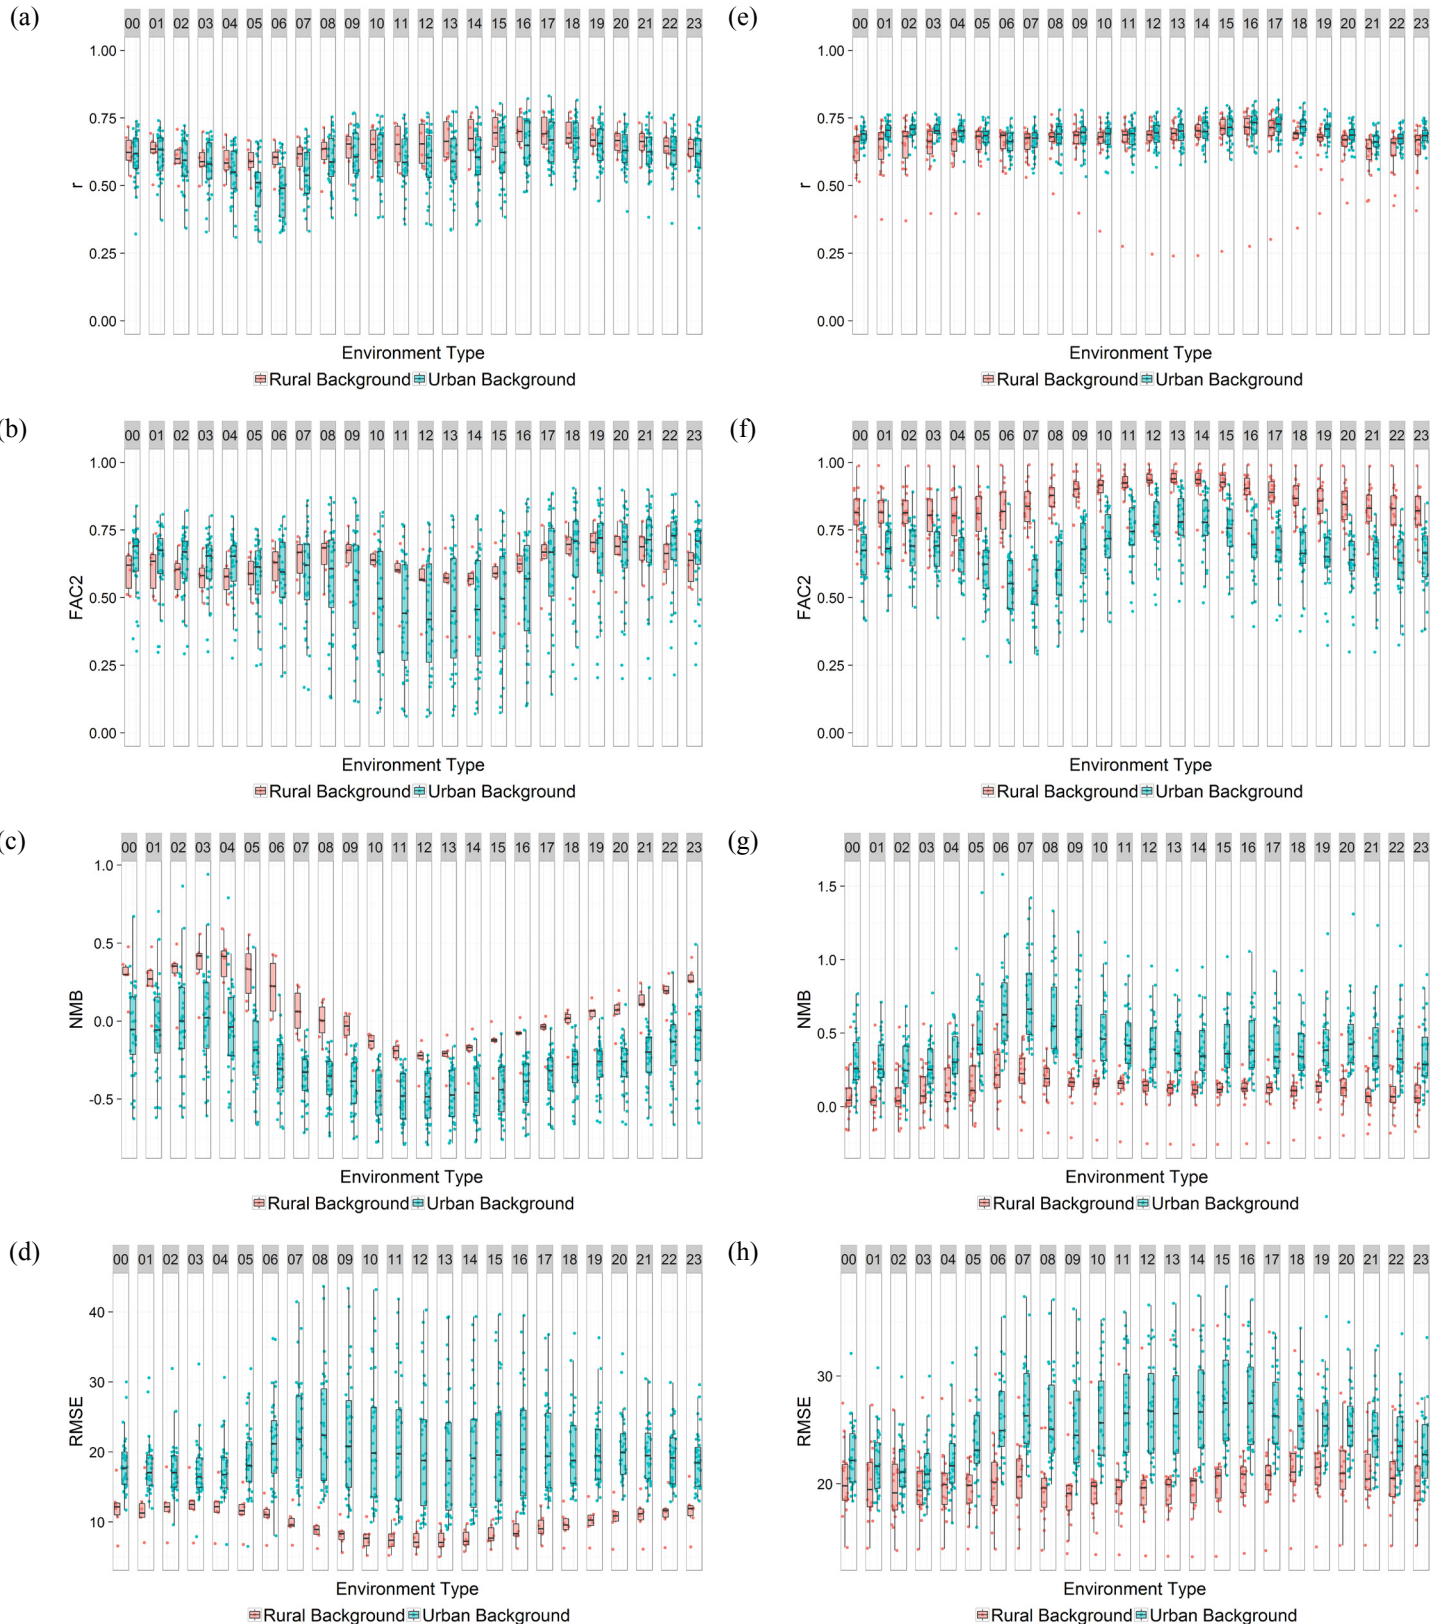 (a)
00 01 02 03 04 05 06 07 08 09 10 11 12 13 14 15 16 17 18 19 20 21 22 23
1.00
0.75
0.50
0.25
0.00
r
Environment Type
Rural Background Urban Background
(e)
00 01 02 03 04 05 06 07 08 09 10 11 12 13 14 15 16 17 18 19 20 21 22 23
1.00
0.75
0.50
0.25
0.00
r
Environment Type
Rural Background Urban Background
(b)
00 01 02 03 04 05 06 07 08 09 10 11 12 13 14 15 16 17 18 19 20 21 22 23
1.00
0.75
0.50
0.25
0.00
FAC2
Environment Type
Rural Background Urban Background
(f)
00 01 02 03 04 05 06 07 08 09 10 11 12 13 14 15 16 17 18 19 20 21 22 23
1.00
0.75
0.50
0.25
0.00
FAC2
Environment Type
Rural Background Urban Background
(c)
00 01 02 03 04 05 06 07 08 09 10 11 12 13 14 15 16 17 18 19 20 21 22 23
1.0
0.5
0.0
-0.5
NMB
Environment Type
Rural Background Urban Background
(g)
00 01 02 03 04 05 06 07 08 09 10 11 12 13 14 15 16 17 18 19 20 21 22 23
1.5
1.0
0.5
0.0
NMB
Environment Type
Rural Background Urban Background
(d)
00 01 02 03 04 05 06 07 08 09 10 11 12 13 14 15 16 17 18 19 20 21 22 23
40
30
20
10
RMSE
Environment Type
Rural Background Urban Background
(h)
00 01 02 03 04 05 06 07 08 09 10 11 12 13 14 15 16 17 18 19 20 21 22 23
30
20
RMSE
Environment Type
Rural Background Urban Background